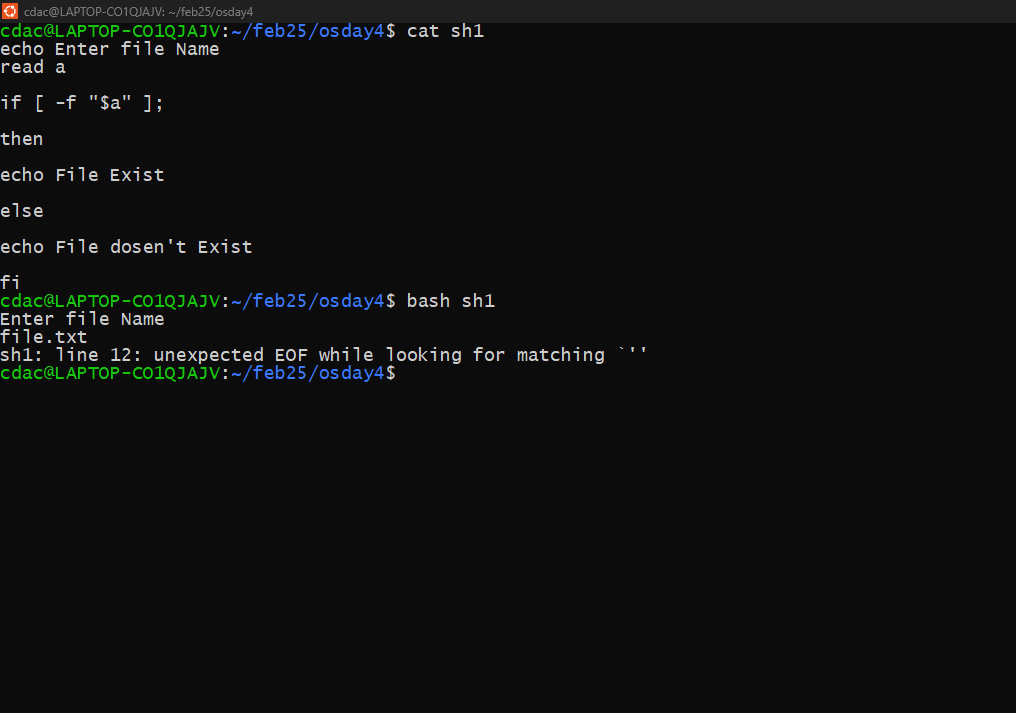 cdac@LAPTOP-CO1QJAJV: ~/feb25/osday4
cdac@LAPTOP-CO1QJAJV:~/feb25/osday4$ cat sh1
echo Enter file Name
read a
if [ -f "$a" ];
then
echo File Exist
else
echo File dosen't Exist
fi
cdac@LAPTOP-CO1QJAJV:~/feb25/osday4$ bash sh1
Enter file Name
file.txt
sh1: line 12: unexpected EOF while looking for matching `''
cdac@LAPTOP-CO1QJAJV:~/feb25/osday4$